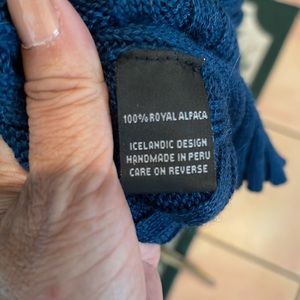 100% ROYAL ALPACA
ICELANDIC DESIGN
HANDMADE IN PERU
CARE ON REVERSE